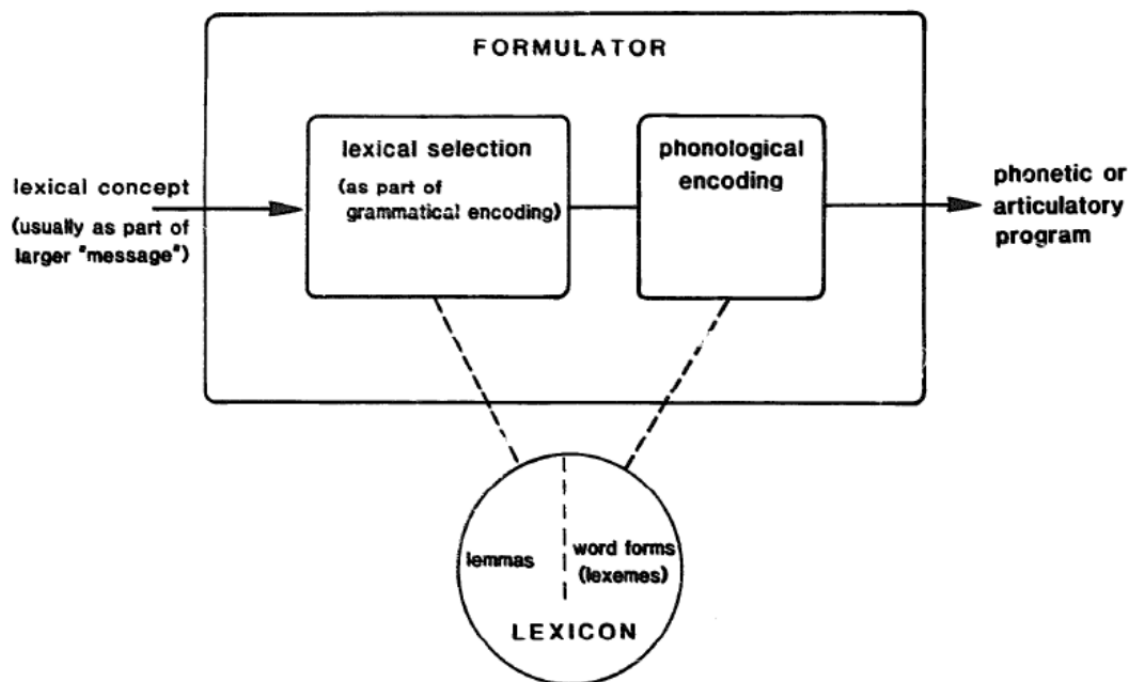 FORMULATOR
lexical concept
(usually as part of
larger "message")
lexical selection
(as part of
grammatical encoding)
phonological
encoding
phonetic or
articulatory
program
lemmas
word forms
(lexemes)
LEXICON